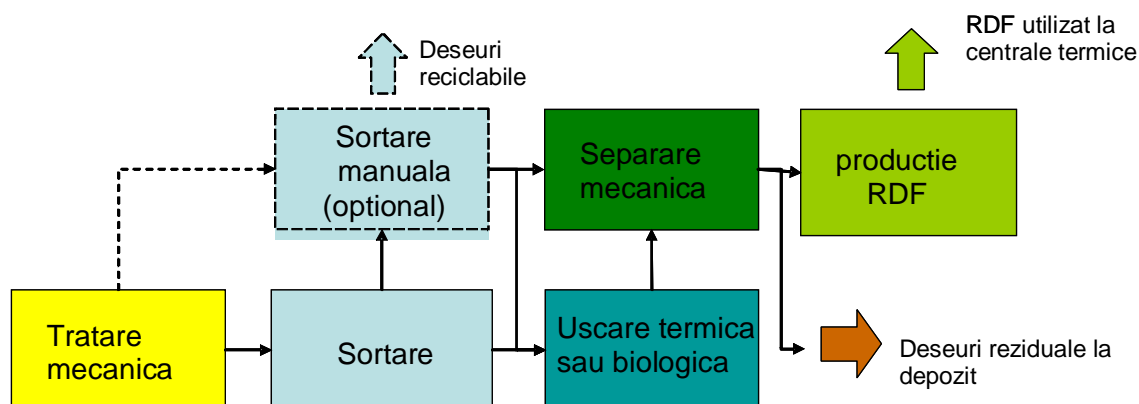 Deseuri
reciclabile
RDF utilizat la
centrale termice
Sortare
manuala
(optional)
Separare
mecanica
productie
RDF
Tratare
mecanica
Sortare
Uscare termica
sau biologica
Deseuri reziduale la
depozit